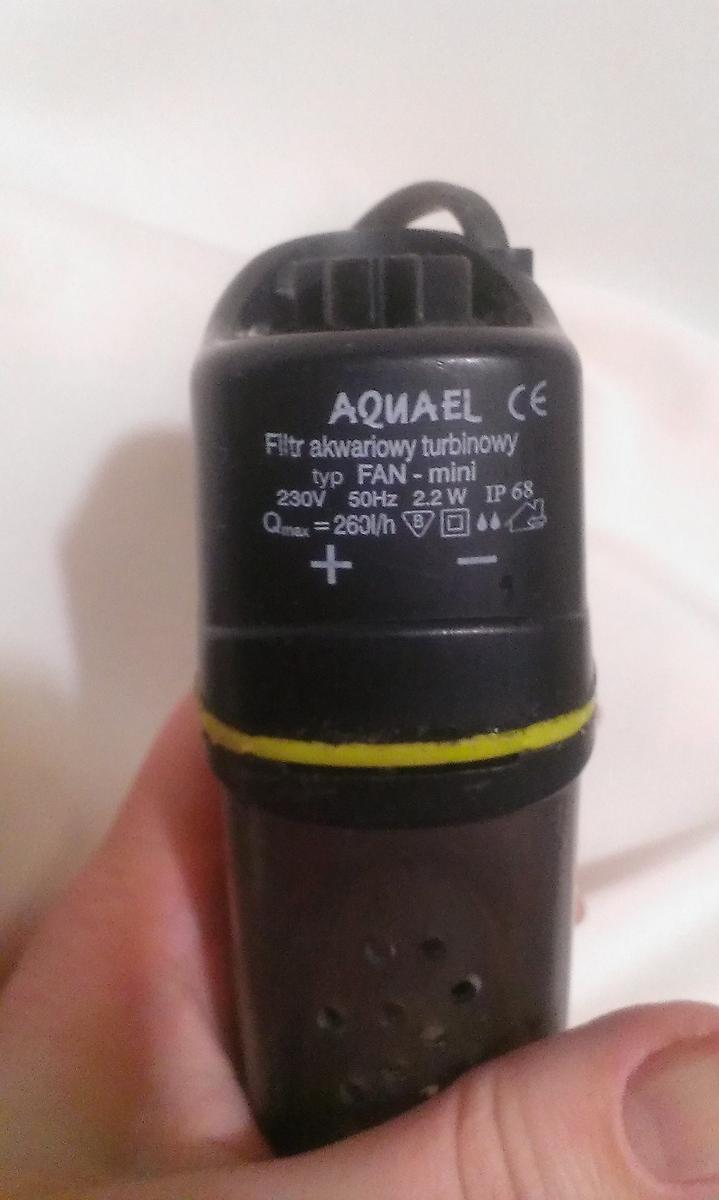 AQUAEL CE
Filtr akwariowy turbinowy
typ FAN - mini
230V 50Hz 2.2 W IP 68
Qmax = 260l/h B
+ −